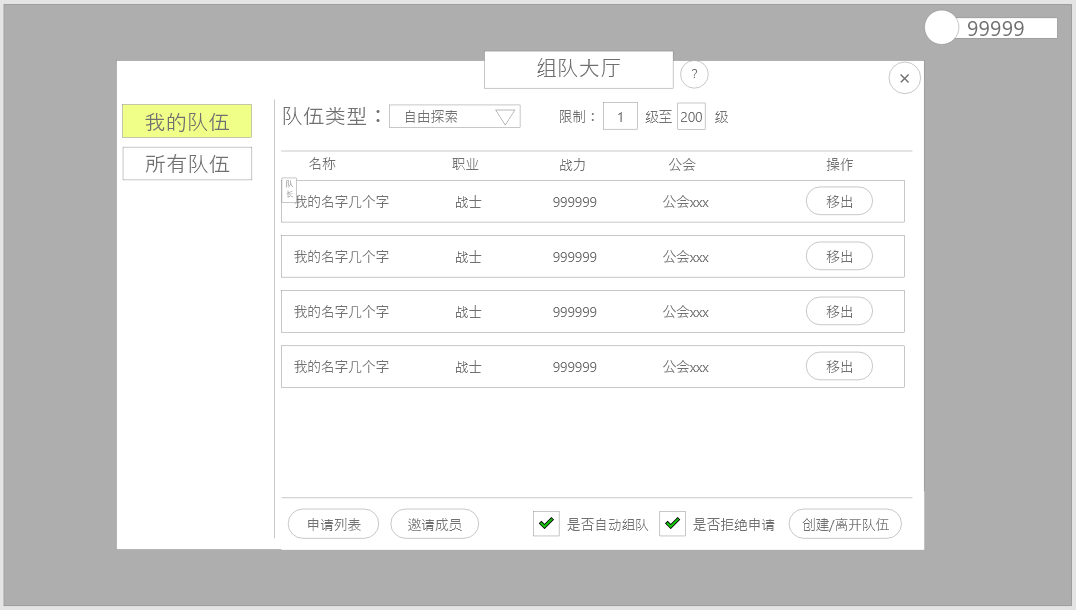 99999
组队大厅
?
我的队伍
所有队伍
队伍类型： 自由探索 限制： 1 级至 200 级
名称 职业 战力 公会 操作
队长
我的名字几个字 战士 999999 公会xxx 移出
我的名字几个字 战士 999999 公会xxx 移出
我的名字几个字 战士 999999 公会xxx 移出
我的名字几个字 战士 999999 公会xxx 移出
申请列表 邀请成员 是否自动组队 是否拒绝申请 创建/离开队伍